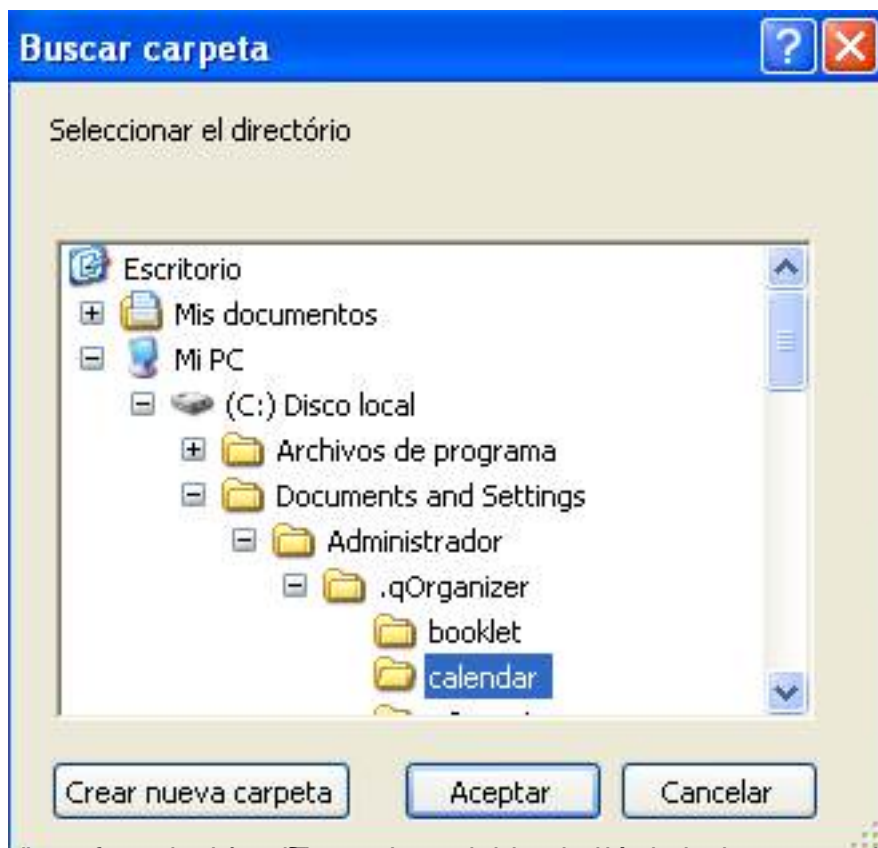 Buscar carpeta
Seleccionar el directório
Escritorio
Mis documentos
Mi PC
(C:) Disco local
Archivos de programa
Documents and Settings
Administrador
.qOrganizer
booklet
calendar
Crear nueva carpeta Aceptar Cancelar